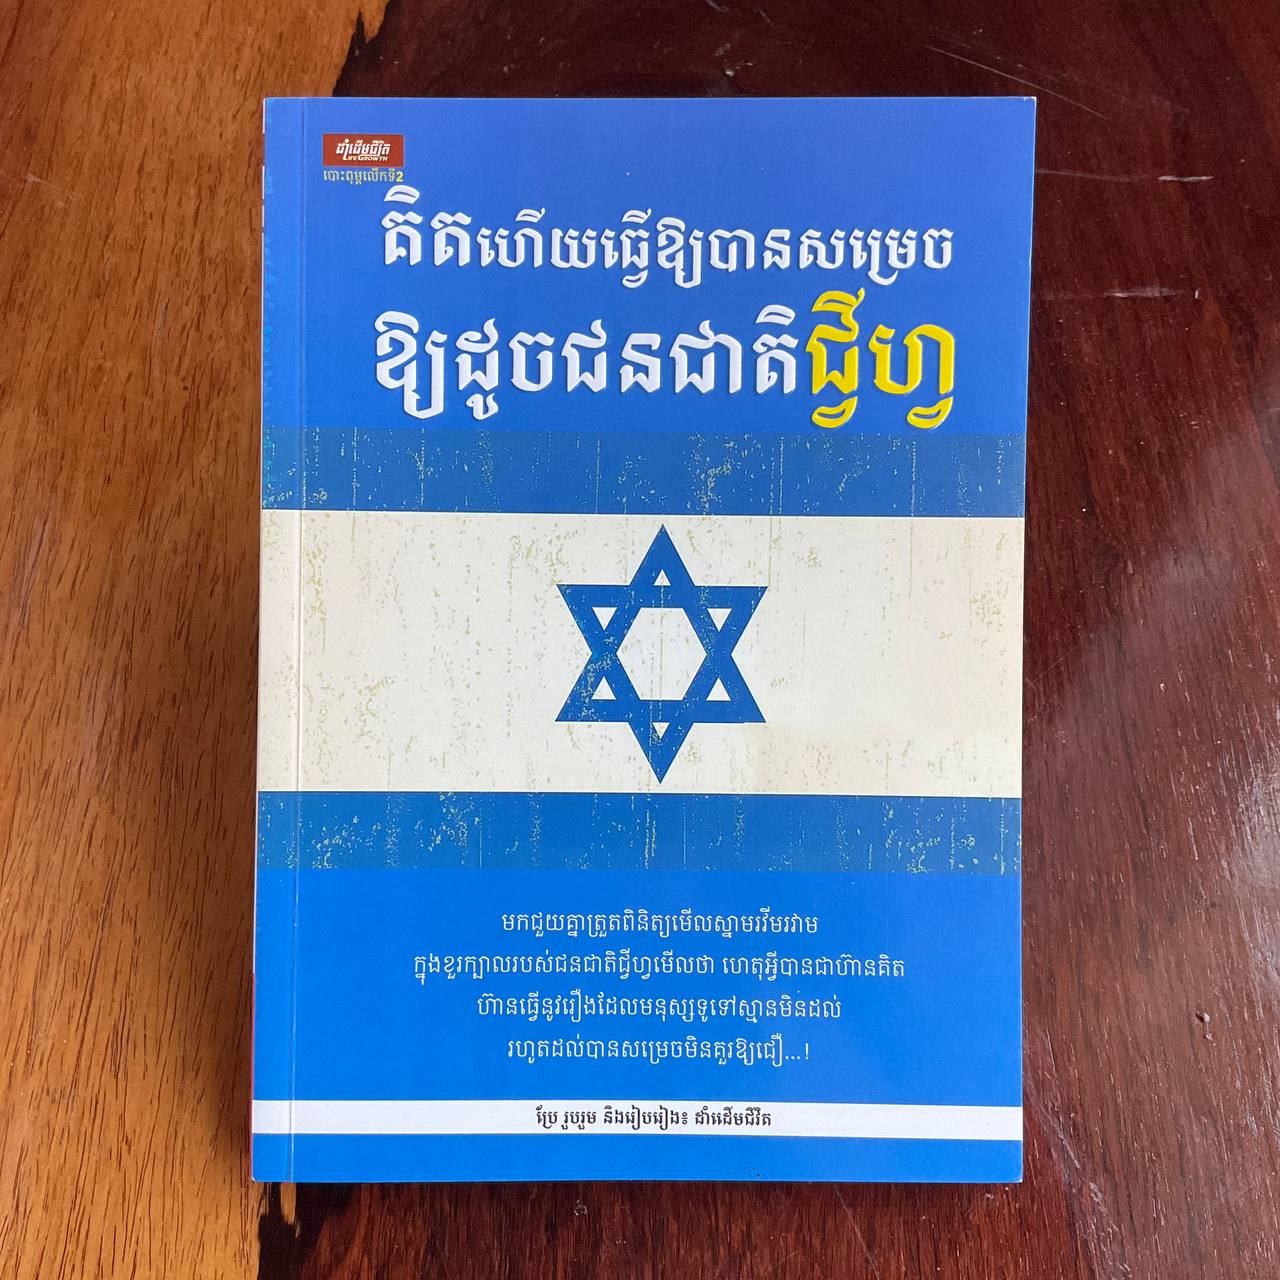 ដាំដើមជីវិត
LIFE GROWTH
បោះពុម្ពលើកទី2
គិតហើយធ្វើឱ្យបានសម្រេច
ឱ្យដូចជនជាតិជ្វីហ្វ
មកជួយគ្នាត្រួតពិនិត្យមើលស្នាមរវីមរវាម
ក្នុងខួរក្បាលរបស់ជនជាតិជ្វីហ្វមើលថា ហេតុអ្វីបានជាហ៊ានគិត
ហ៊ានធ្វើនូវរឿងដែលមនុស្សទូទៅស្មានមិនដល់
រហូតដល់បានសម្រេចមិនគួរឱ្យជឿ...!
ប្រែ រួបរួម និងរៀបរៀង៖ ដាំដើមជីវិត